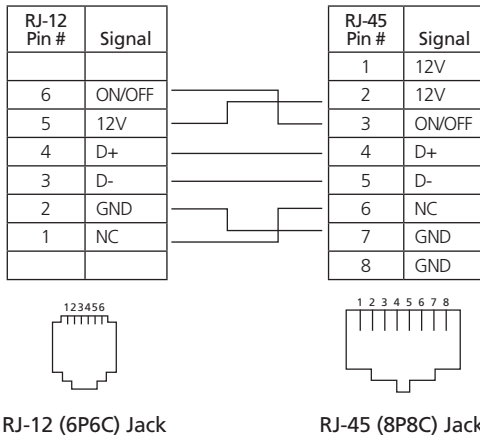 RJ-12 Pin # Signal
6 ON/OFF
5 12V
4 D+
3 D-
2 GND
1 NC
RJ-45 Pin # Signal
1 12V
2 12V
3 ON/OFF
4 D+
5 D-
6 NC
7 GND
8 GND
123456
RJ-12 (6P6C) Jack
1 2 3 4 5 6 7 8
RJ-45 (8P8C) Jack